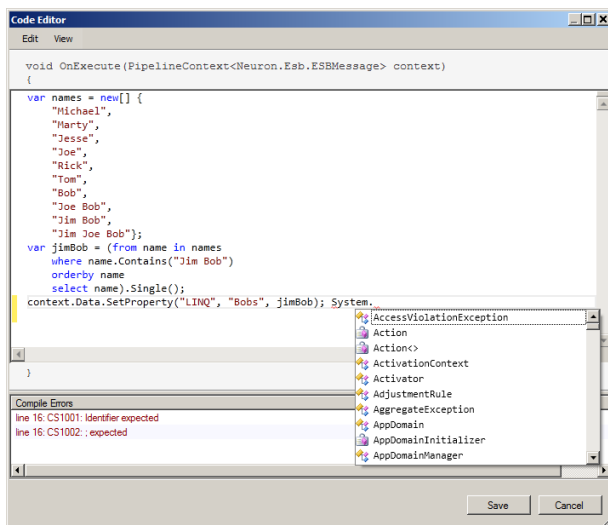 Code Editor
Edit View
void OnExecute(PipelineContext<Neuron.Esb.ESBMessage> context)
{
var names = new[] {
"Michael",
"Marty",
"Jesse",
"Joe",
"Rick",
"Tom",
"Bob",
"Joe Bob",
"Jim Bob",
"Jim Joe Bob"};
var jimBob = (from name in names
where name.Contains("Jim Bob")
orderby name
select name).Single();
context.Data.SetProperty("LINQ", "Bobs", jimBob); System.
AccessViolationException
Action
Action<>
ActivationContext
Activator
AdjustmentRule
AggregateException
AppDomain
AppDomainInitializer
AppDomainManager
}
Compile Errors
line 16: CS1001: Identifier expected
line 16: CS1002: ; expected
Save Cancel